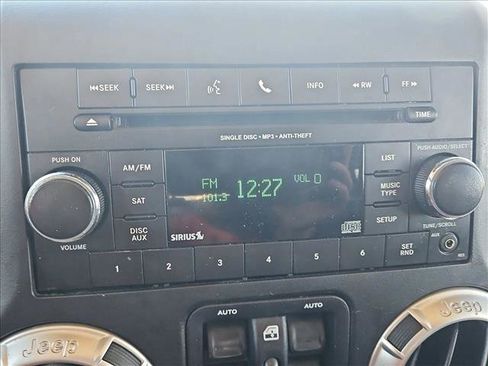 SEEK
SEEK
INFO
RW
FF
TIME
SINGLE DISC • MP3 • ANTI-THEFT
PUSH ON
AM/FM
PUSH AUDIO/SELECT
LIST
FM
101.3
12:27
VOL 0
SAT
MUSIC
TYPE
DISC
AUX
SETUP
VOLUME
SIRIUS
TUNE/SCROLL
AUX
1
2
3
4
5
6
SET
RND
AUTO
AUTO
Jeep
Jeep